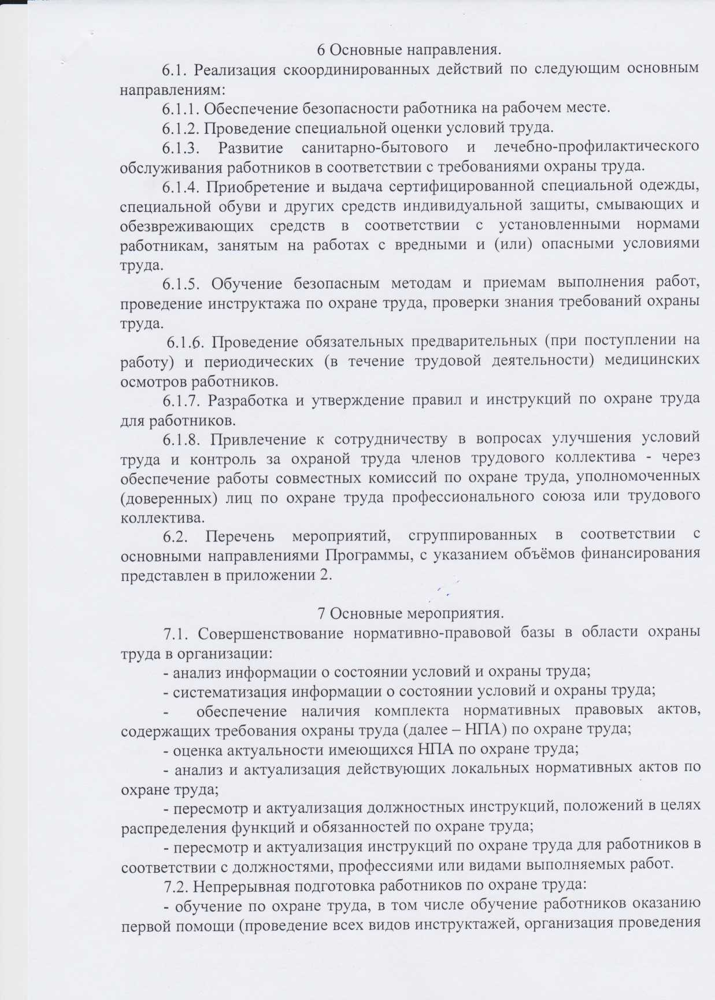 6 Основные направления.
6.1. Реализация скоординированных действий по следующим основным
направлениям:
6.1.1. Обеспечение безопасности работника на рабочем месте.
6.1.2. Проведение специальной оценки условий труда.
6.1.3. Развитие санитарно-бытового и лечебно-профилактического
обслуживания работников в соответствии с требованиями охраны труда.
6.1.4. Приобретение и выдача сертифицированной специальной одежды,
специальной обуви и других средств индивидуальной защиты, смывающих и
обезвреживающих средств в соответствии с установленными нормами
работникам, занятым на работах с вредными и (или) опасными условиями
труда.
6.1.5. Обучение безопасным методам и приемам выполнения работ,
проведение инструктажа по охране труда, проверки знания требований охраны
труда.
6.1.6. Проведение обязательных предварительных (при поступлении на
работу) и периодических (в течение трудовой деятельности) медицинских
осмотров работников.
6.1.7. Разработка и утверждение правил и инструкций по охране труда
для работников.
6.1.8. Привлечение к сотрудничеству в вопросах улучшения условий
труда и контроль за охраной труда членов трудового коллектива - через
обеспечение работы совместных комиссий по охране труда, уполномоченных
(доверенных) лиц по охране труда профессионального союза или трудового
коллектива.
6.2. Перечень мероприятий, сгруппированных в соответствии с
основными направлениями Программы, с указанием объёмов финансирования
представлен в приложении 2.
7 Основные мероприятия.
7.1. Совершенствование нормативно-правовой базы в области охраны
труда в организации:
- анализ информации о состоянии условий и охраны труда;
- систематизация информации о состоянии условий и охраны труда;
- обеспечение наличия комплекта нормативных правовых актов,
содержащих требования охраны труда (далее – НПА) по охране труда;
- оценка актуальности имеющихся НПА по охране труда;
- анализ и актуализация действующих локальных нормативных актов по
охране труда;
- пересмотр и актуализация должностных инструкций, положений в целях
распределения функций и обязанностей по охране труда;
- пересмотр и актуализация инструкций по охране труда для работников в
соответствии с должностями, профессиями или видами выполняемых работ.
7.2. Непрерывная подготовка работников по охране труда:
- обучение по охране труда, в том числе обучение работников оказанию
первой помощи (проведение всех видов инструктажей, организация проведения